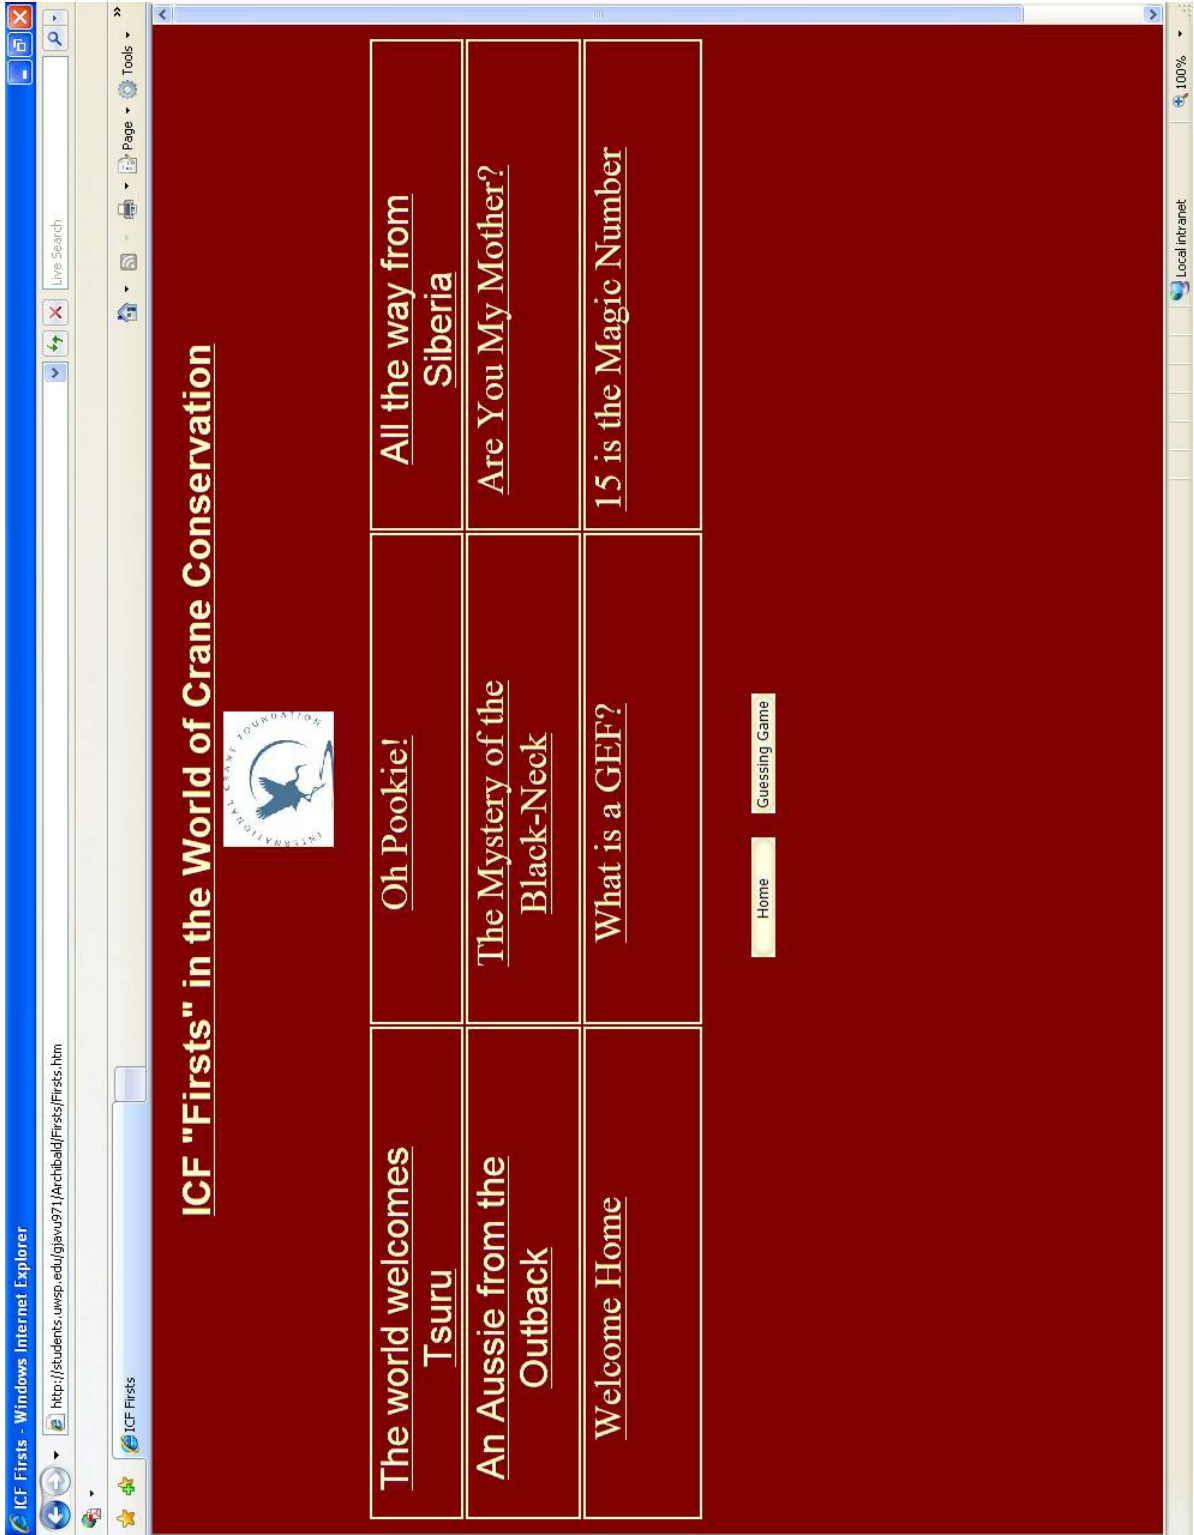 ICF Firsts - Windows Internet Explorer
http://students.uwsp.edu/gjavu971/Archibald/Firsts/Firsts.htm
Live Search
ICF Firsts
Page
Tools
ICF "Firsts" in the World of Crane Conservation
INTERNATIONAL CRANE FOUNDATION
The world welcomes
Tsuru
Oh Pookie!
All the way from
Siberia
An Aussie from the
Outback
The Mystery of the
Black-Neck
Are You My Mother?
Welcome Home
What is a GEF?
15 is the Magic Number
Home
Guessing Game
Local intranet
100%